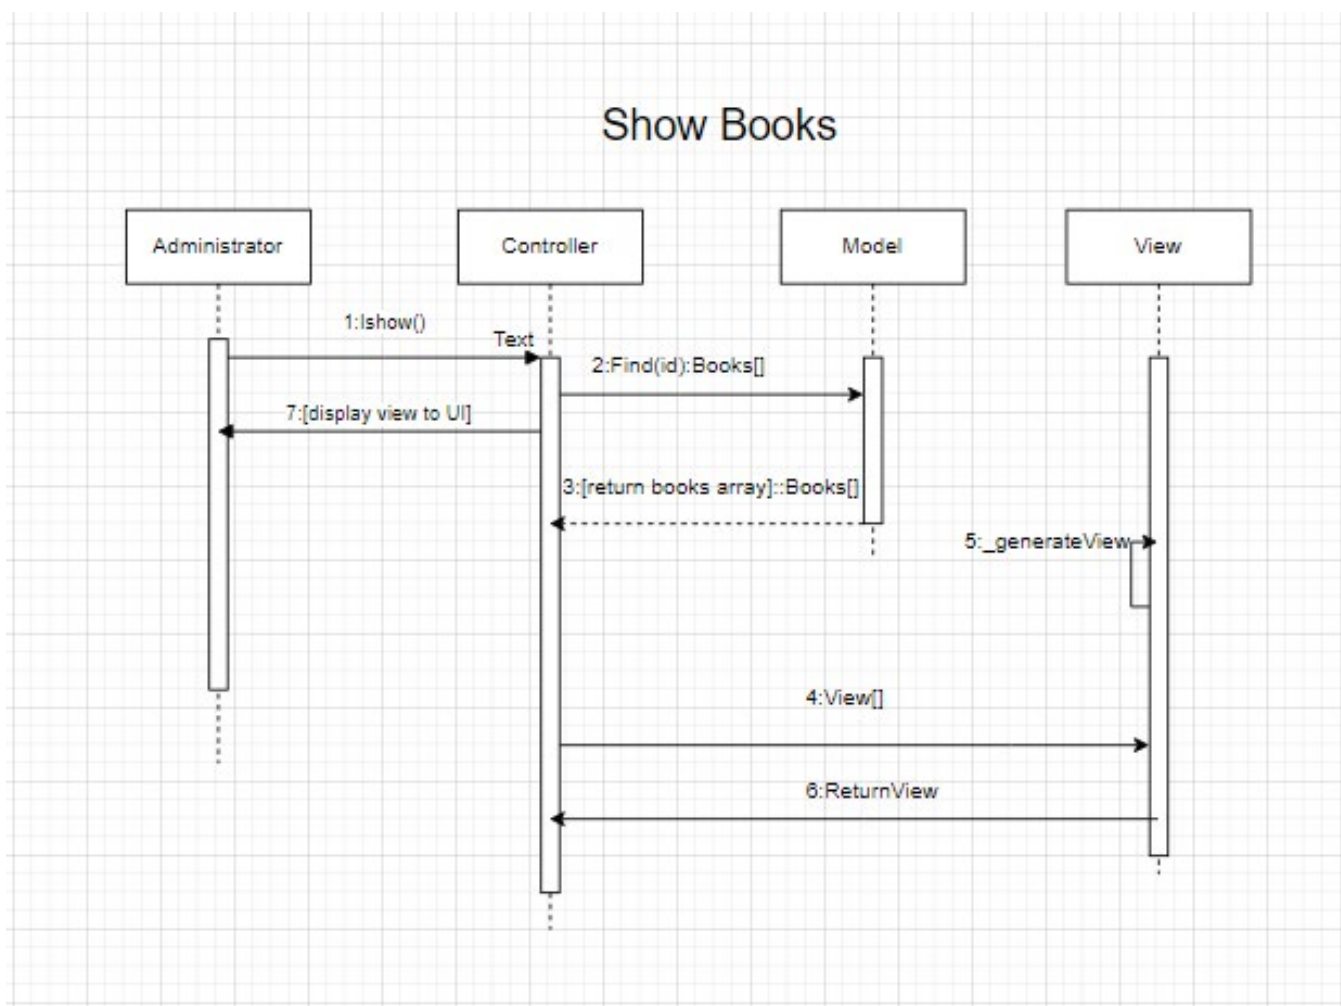 Show Books
Administrator
Controller
Model
View
1:Ishow()
Text
2:Find(id):Books[]
7:[display view to UI]
3:[return books array]::Books[]
5:_generateView
4:View[]
6:ReturnView